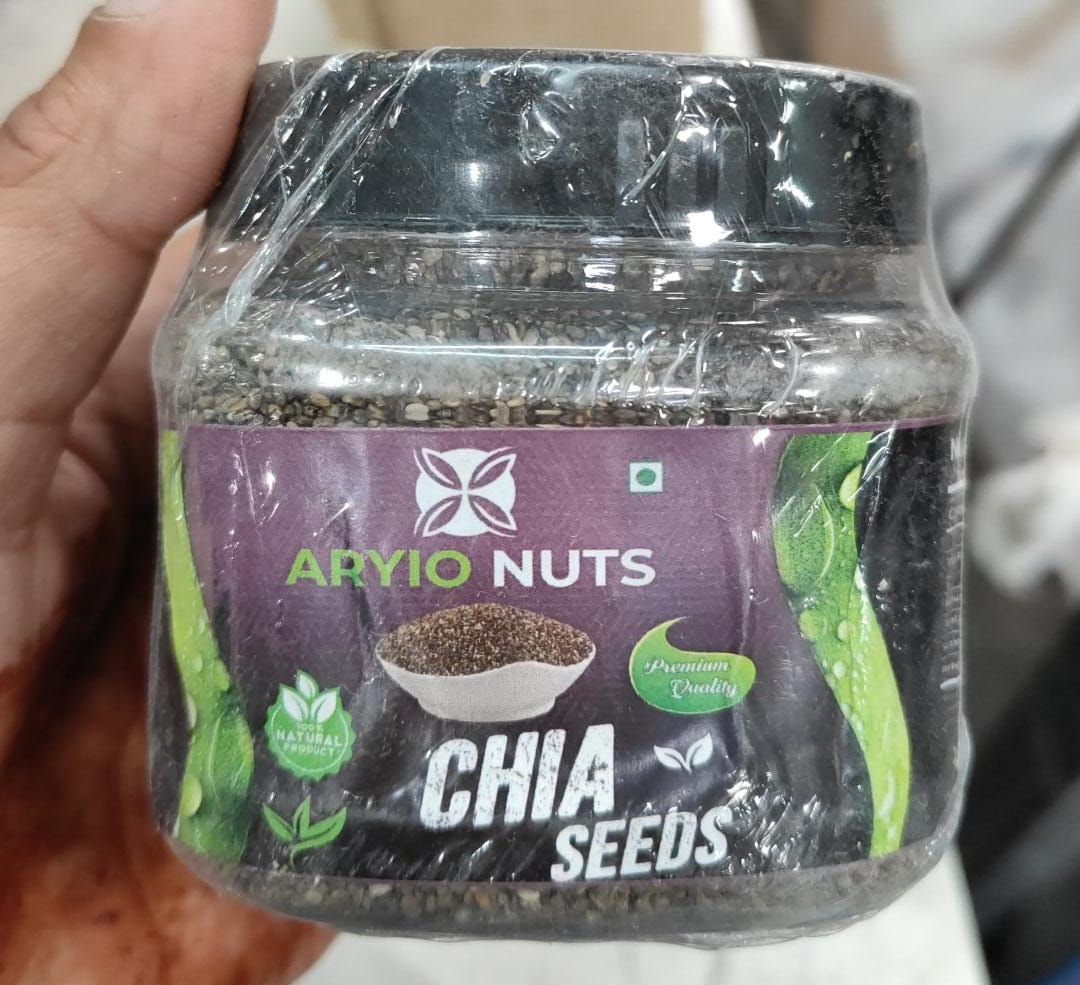 ARYIO NUTS
Premium
Quality
100%
NATURAL
PRODUCT
CHIA
SEEDS